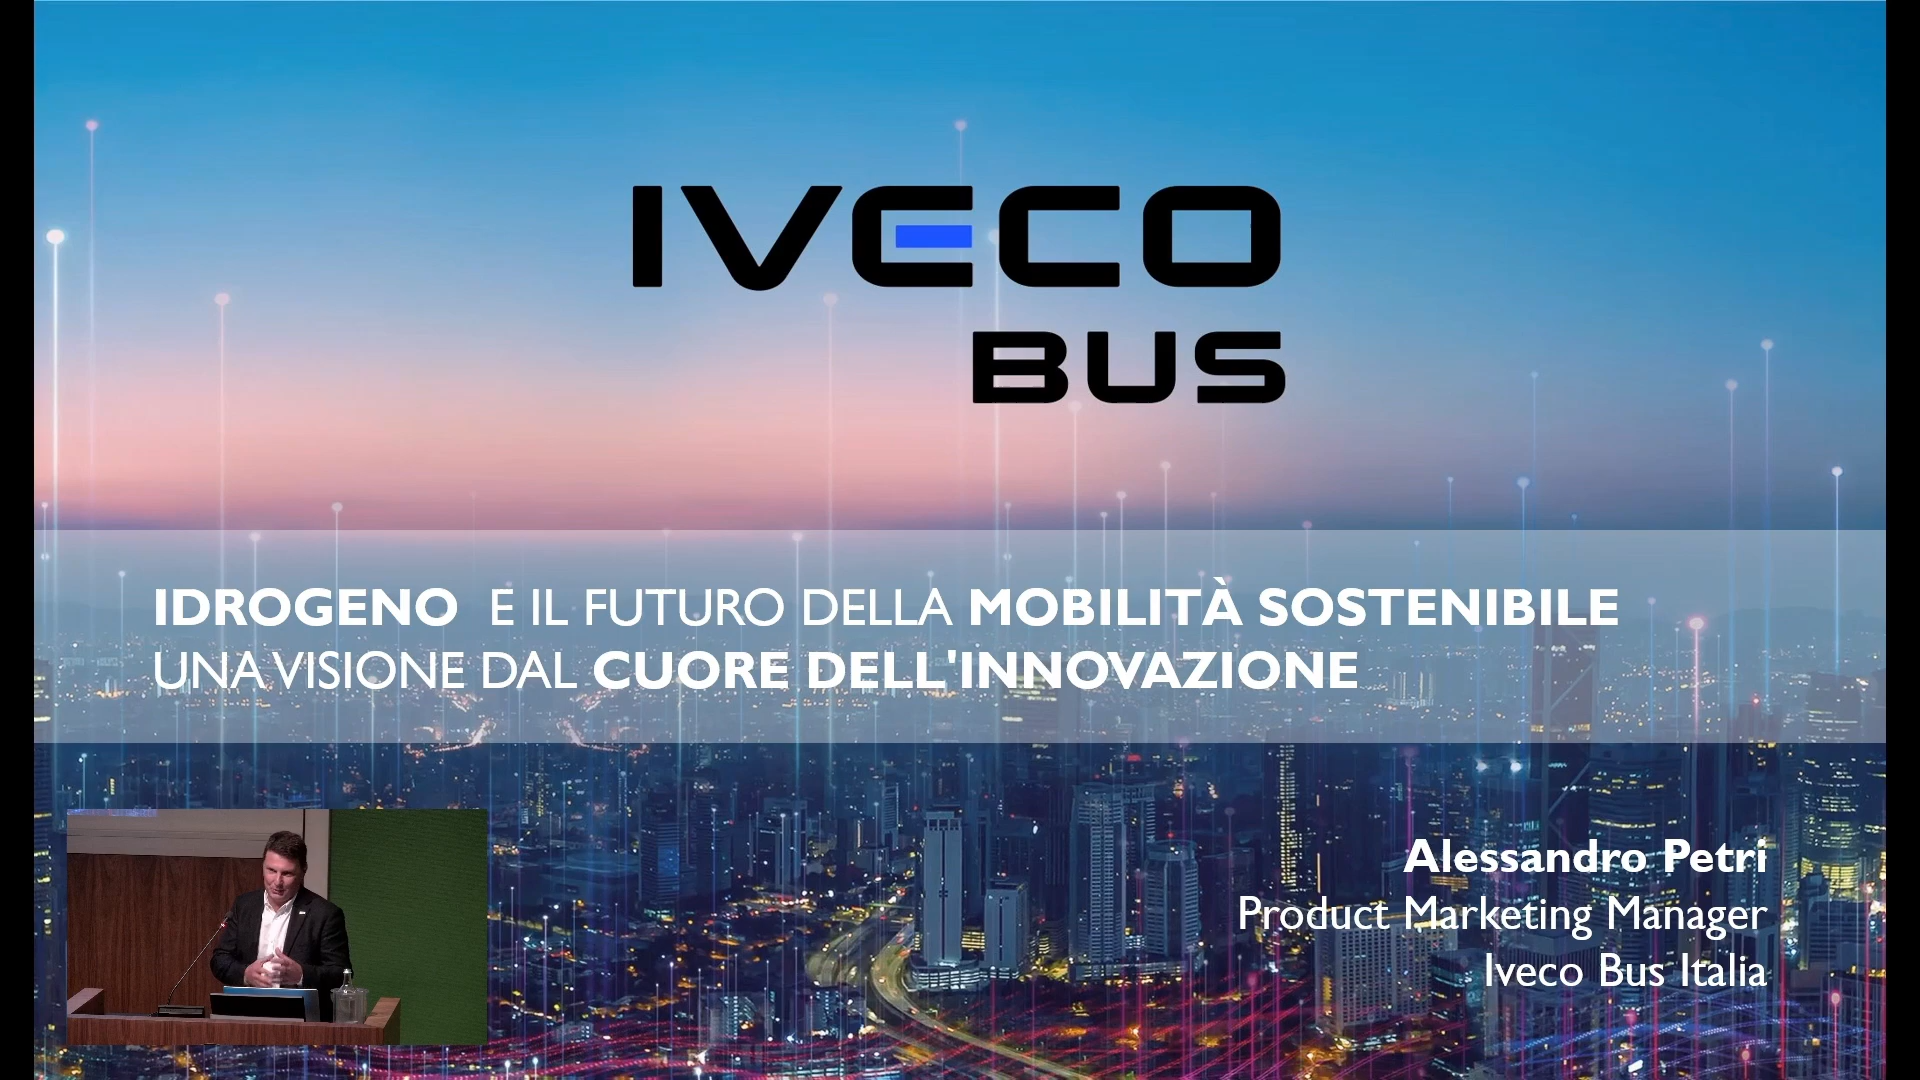 IVECO
BUS
IDROGENO E IL FUTURO DELLA MOBILITÀ SOSTENIBILE
UNA VISIONE DAL CUORE DELL'INNOVAZIONE
Alessandro Petri
Product Marketing Manager
Iveco Bus Italia